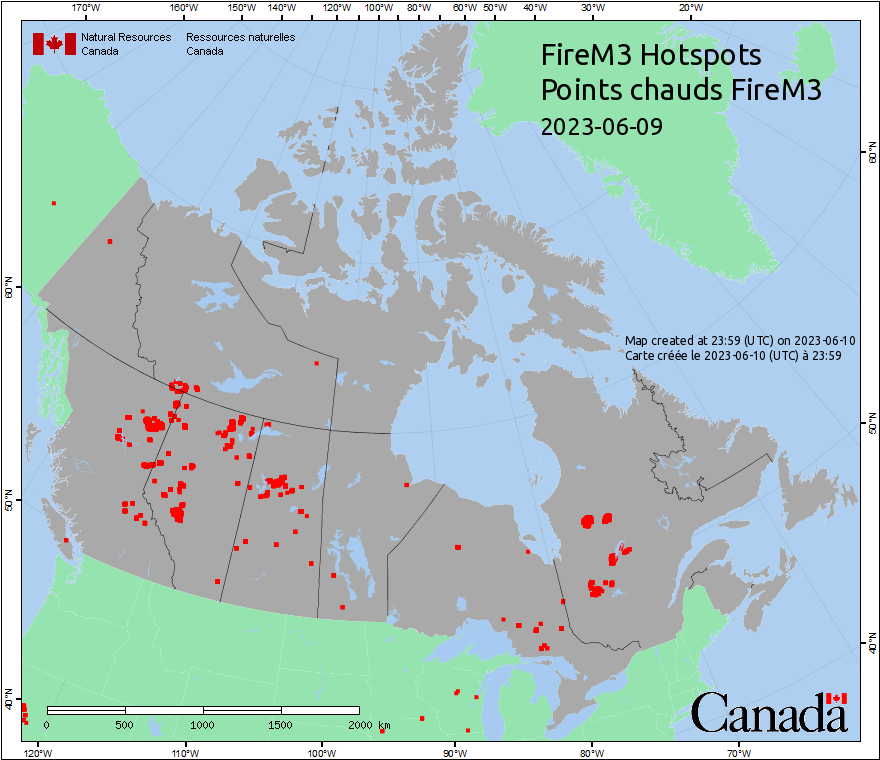 170°W 160°W 150°W 140°W 120°W 100°W 80°W 60°W 50°W 40°W 30°W 20°W
Natural Resources Ressources naturelles
Canada Canada
FireM3 Hotspots
Points chauds FireM3
2023-06-09
60°N
60°N
Map created at 23:59 (UTC) on 2023-06-10
Carte créée le 2023-06-10 (UTC) à 23:59
50°N
50°N
40°N
40°N
Canada
0 500 1000 1500 2000 km
120°W 110°W 100°W 90°W 80°W 70°W